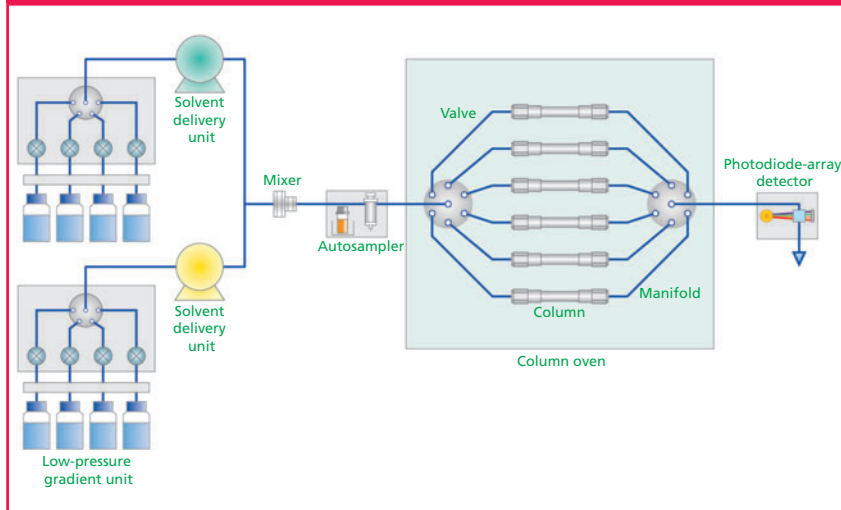 Solvent
delivery
unit
Mixer
Autosampler
Valve
Photodiode-array
detector
Solvent
delivery
unit
Manifold
Column
Column oven
Low-pressure
gradient unit